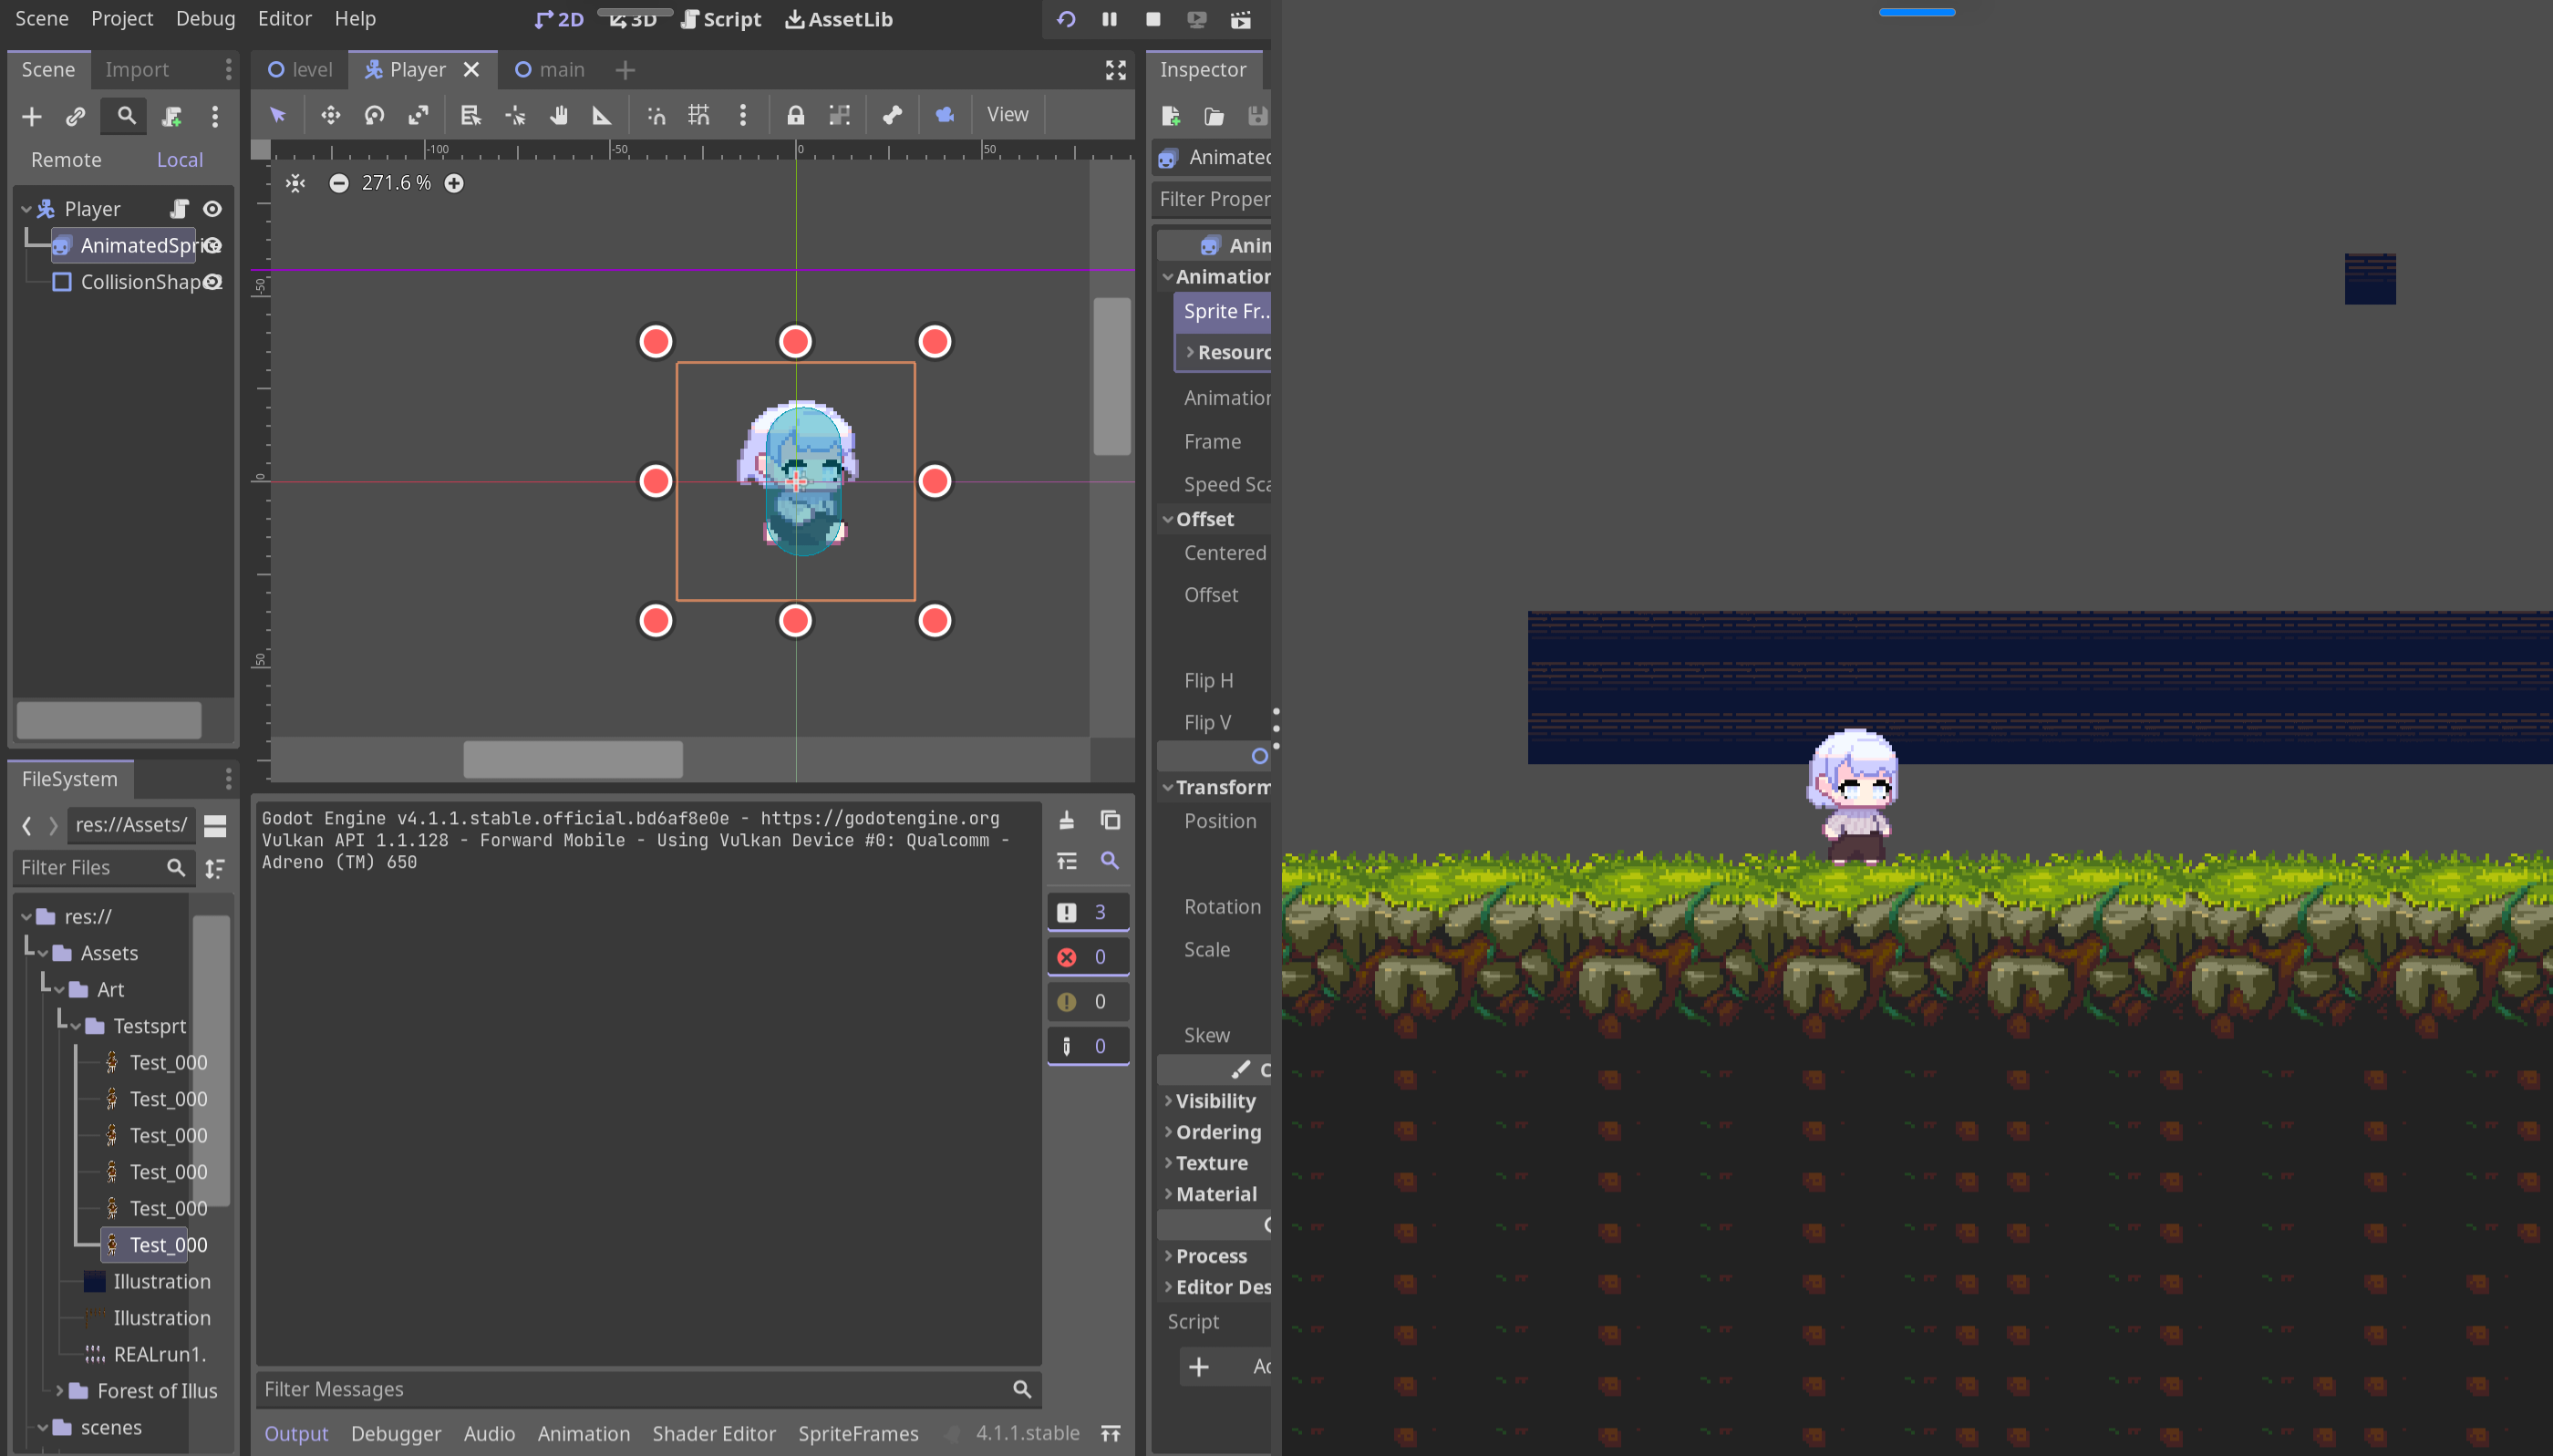 Scene Project Debug Editor Help
2D 3D Script AssetLib
Scene Import
level Player main
Inspector
View
Remote Local
-100 -50 0 50
271.6 %
Animated
Player
Filter Proper
AnimatedSprite
Anim
CollisionShape2
Animation
-50
Sprite Fr...
Resourc
Animation
Frame
0
Speed Sca
Offset
Centered
Offset
50
Flip H
Flip V
Transform
FileSystem
Position
res://Assets/
Godot Engine v4.1.1.stable.official.bd6af8e0e - https://godotengine.org
Vulkan API 1.1.128 - Forward Mobile - Using Vulkan Device #0: Qualcomm -
Adreno (TM) 650
Filter Files
Rotation
res://
3
Scale
Assets
0
Art
0
Testsprt
Skew
0
Test_000
C
Test_000
Visibility
Test_000
Ordering
Test_000
Texture
Test_000
Material
Test_000
Process
Illustration
Editor Des
Illustration
Script
REALrun1.
Ad
Forest of Illus
Filter Messages
scenes
Output Debugger Audio Animation Shader Editor SpriteFrames 4.1.1.stable